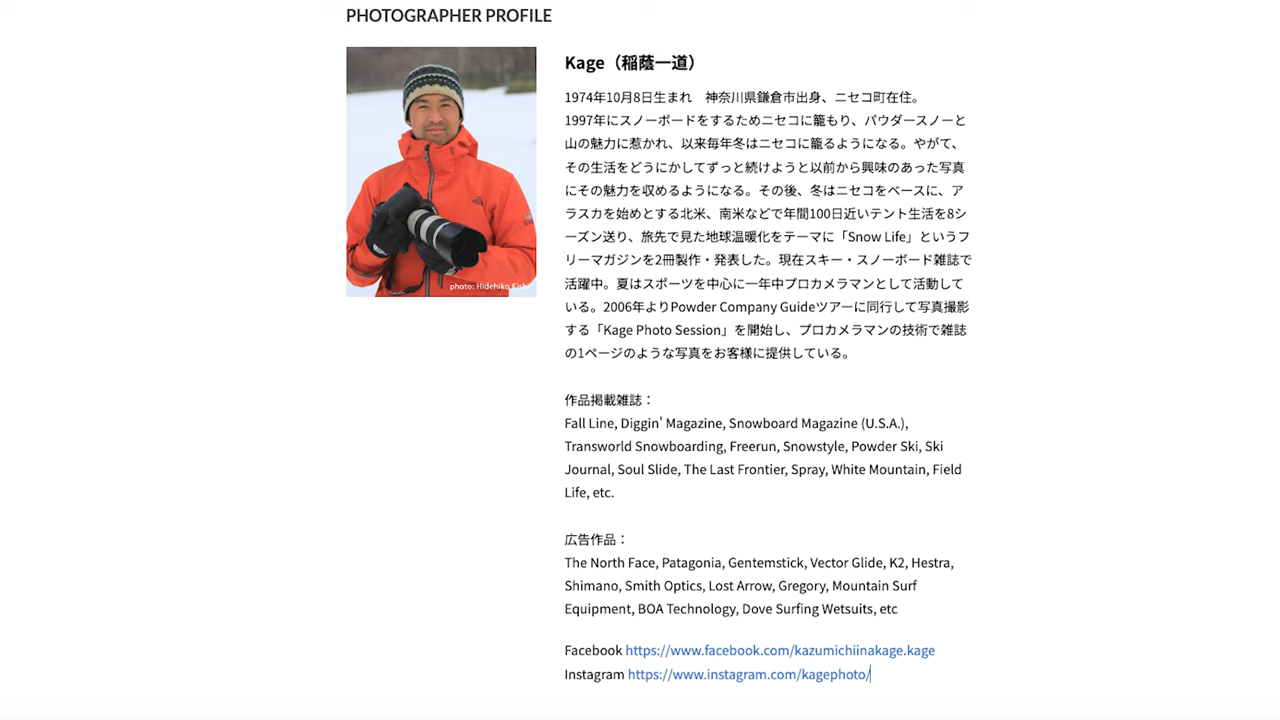 PHOTOGRAPHER PROFILE
photo: Hidehiko Kish
Kage（稲蔭一道）
1974年10月8日生まれ　神奈川県鎌倉市出身、ニセコ町在住。
1997年にスノーボードをするためニセコに籠もり、パウダースノーと
山の魅力に惹かれ、以来毎年冬はニセコに籠るようになる。やがて、
その生活をどうにかしてずっと続けようと以前から興味のあった写真
にその魅力を収めるようになる。その後、冬はニセコをベースに、ア
ラスカを始めとする北米、南米などで年間100日近いテント生活を8シ
ーズン送り、旅先で見た地球温暖化をテーマに「Snow Life」というフ
リーマガジンを2冊製作・発表した。現在スキー・スノーボード雑誌で
活躍中。夏はスポーツを中心に一年中プロカメラマンとして活動して
いる。2006年よりPowder Company Guideツアーに同行して写真撮影
する「Kage Photo Session」を開始し、プロカメラマンの技術で雑誌
の1ページのような写真をお客様に提供している。
作品掲載雑誌：
Fall Line, Diggin' Magazine, Snowboard Magazine (U.S.A.),
Transworld Snowboarding, Freerun, Snowstyle, Powder Ski, Ski
Journal, Soul Slide, The Last Frontier, Spray, White Mountain, Field
Life, etc.
広告作品：
The North Face, Patagonia, Gentemstick, Vector Glide, K2, Hestra,
Shimano, Smith Optics, Lost Arrow, Gregory, Mountain Surf
Equipment, BOA Technology, Dove Surfing Wetsuits, etc
Facebook https://www.facebook.com/kazumichiinakage.kage
Instagram https://www.instagram.com/kagephoto/